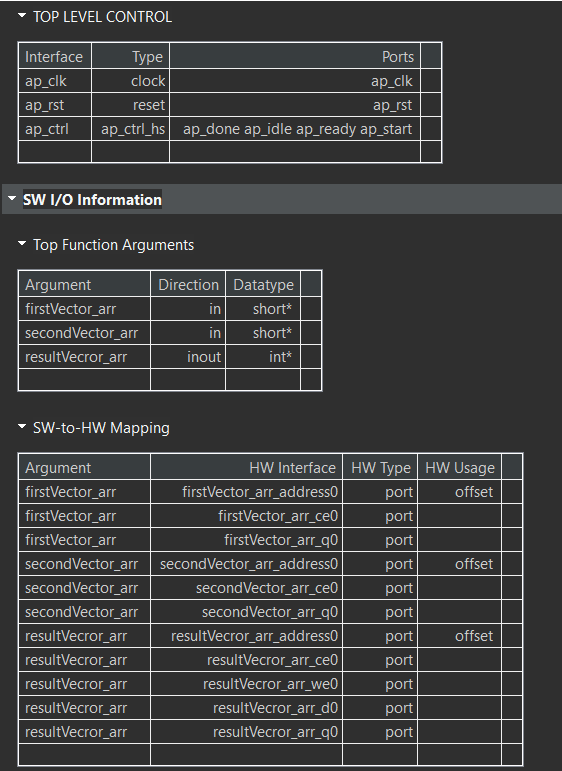 TOP LEVEL CONTROL
Interface Type Ports
ap_clk clock ap_clk
ap_rst reset ap_rst
ap_ctrl ap_ctrl_hs ap_done ap_idle ap_ready ap_start
SW I/O Information
Top Function Arguments
Argument Direction Datatype
firstVector_arr in short*
secondVector_arr in short*
resultVecror_arr inout int*
SW-to-HW Mapping
Argument HW Interface HW Type HW Usage
firstVector_arr firstVector_arr_address0 port offset
firstVector_arr firstVector_arr_ce0 port
firstVector_arr firstVector_arr_q0 port
secondVector_arr secondVector_arr_address0 port offset
secondVector_arr secondVector_arr_ce0 port
secondVector_arr secondVector_arr_q0 port
resultVecror_arr resultVecror_arr_address0 port offset
resultVecror_arr resultVecror_arr_ce0 port
resultVecror_arr resultVecror_arr_we0 port
resultVecror_arr resultVecror_arr_d0 port
resultVecror_arr resultVecror_arr_q0 port